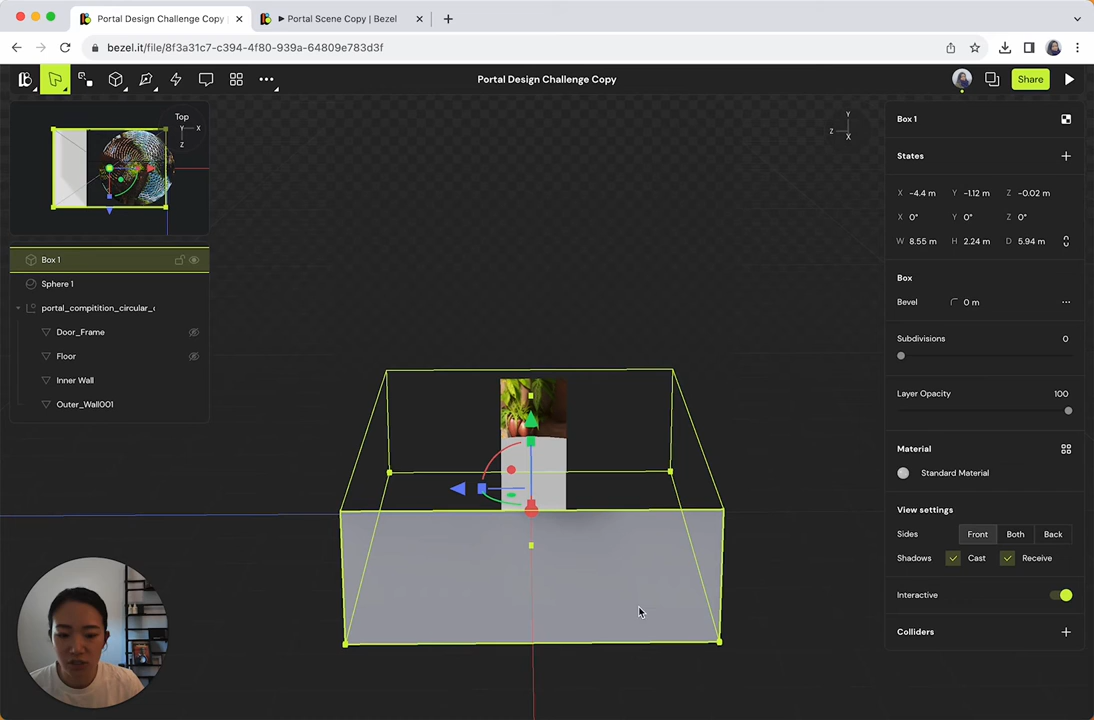 Portal Design Challenge Copy
Portal Scene Copy | Bezel
bezel.it/file/8f3a31c7-c394-4f80-939a-64809e783d3f
Portal Design Challenge Copy
Share
Top
Y
X
Z
Y
Z
X
Box 1
Sphere 1
portal_compitition_circular_
Door_Frame
Floor
Inner Wall
Outer_Wall001
Box 1
States
X -4.4 m Y -1.12 m Z -0.02 m
X 0° Y 0° Z 0°
W 8.55 m H 2.24 m D 5.94 m
Box
Bevel 0 m
Subdivisions 0
Layer Opacity 100
Material
Standard Material
View settings
Sides Front Both Back
Shadows Cast Receive
Interactive
Colliders